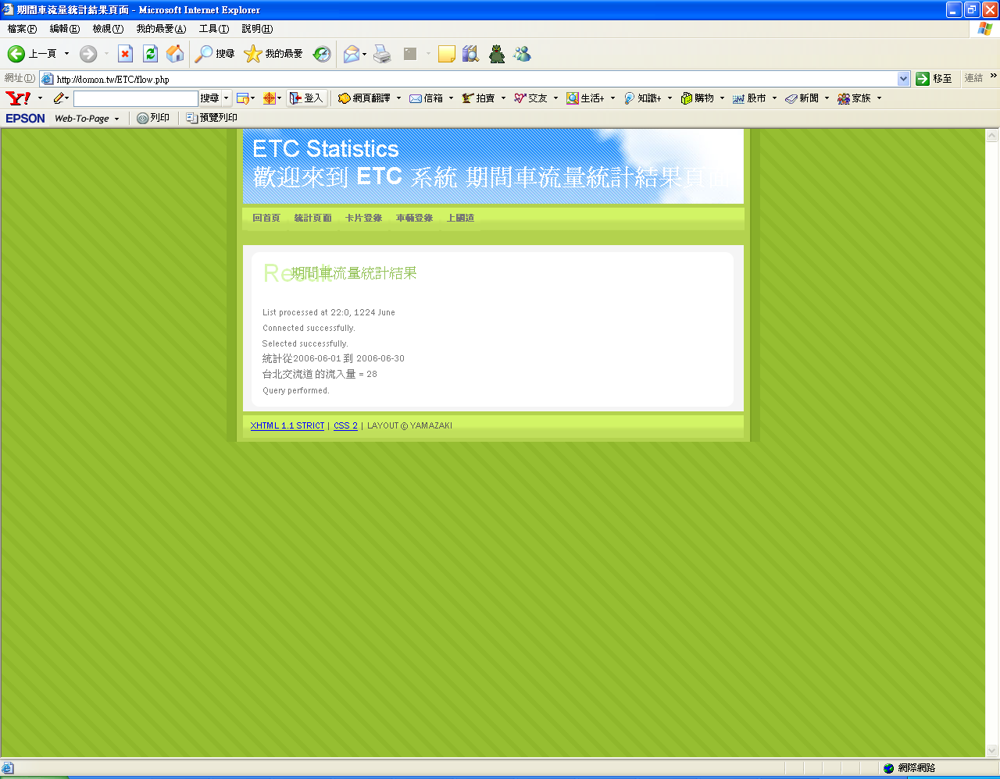 期間車流量統計結果頁面 - Microsoft Internet Explorer
檔案(F) 編輯(E) 檢視(V) 我的最愛(A) 工具(T) 說明(H)
上一頁 搜尋 我的最愛
網址(D) http://domon.tw/ETC/flow.php 移至 連結 »
Y! 搜尋 登入 網頁翻譯 信箱 拍賣 交友 生活+ 知識+ 購物 股市 新聞 家族
EPSON Web-To-Page 列印 預覽列印
ETC Statistics
歡迎來到 ETC 系統 期間車流量統計結果頁面
回首頁 統計頁面 卡片登錄 車輛登錄 上國道
Result 期間車流量統計結果
List processed at 22:0, 1224 June
Connected successfully.
Selected successfully.
統計從2006-06-01 到 2006-06-30
台北交流道 的流入量 = 28
Query performed.
XHTML 1.1 STRICT | CSS 2 | LAYOUT © YAMAZAKI
網際網路